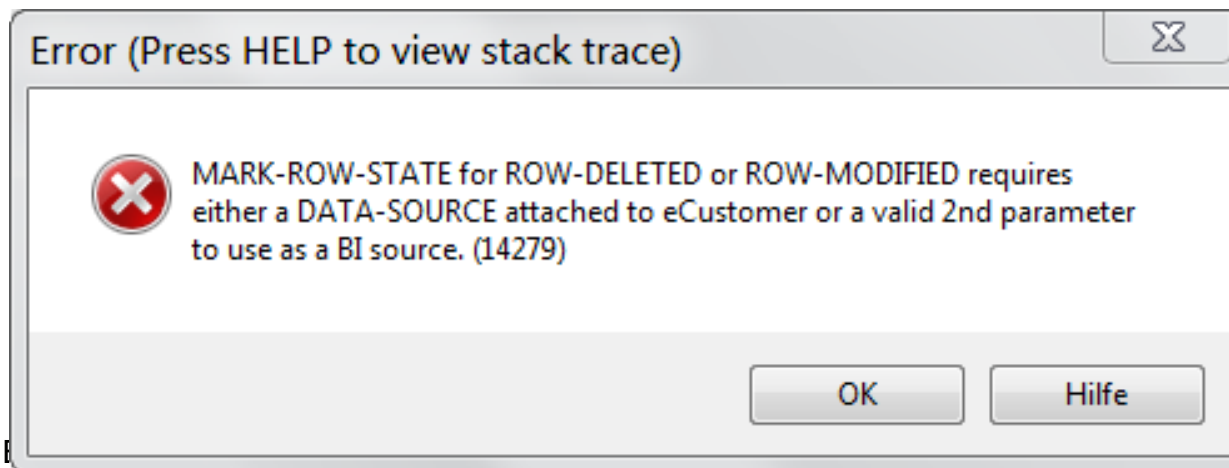 Error (Press HELP to view stack trace)
MARK-ROW-STATE for ROW-DELETED or ROW-MODIFIED requires
either a DATA-SOURCE attached to eCustomer or a valid 2nd parameter
to use as a BI source. (14279)
OK
Hilfe